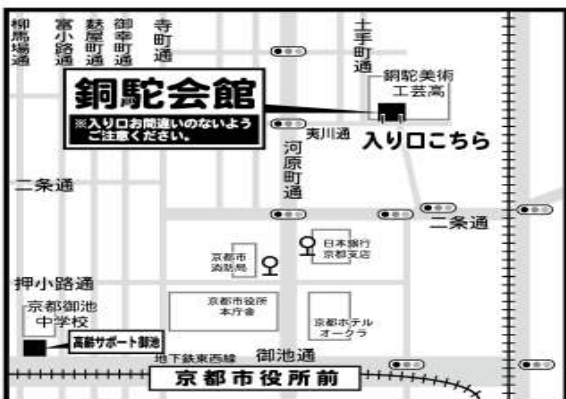 柳馬場通
富小路通
麩屋町通
御幸町通
寺町通
土手町通
銅駝美術
工芸高
銅駝会館
※入り口お間違いのないよう
ご注意ください。
夷川通
入り口こちら
河原町通
二条通
二条通
京都市
消防局
日本銀行
京都支店
押小路通
京都御池
中学校
京都市役所
本庁舎
京都ホテル
オークラ
高齢サポート御池
地下鉄東西線
御池通
京都市役所前